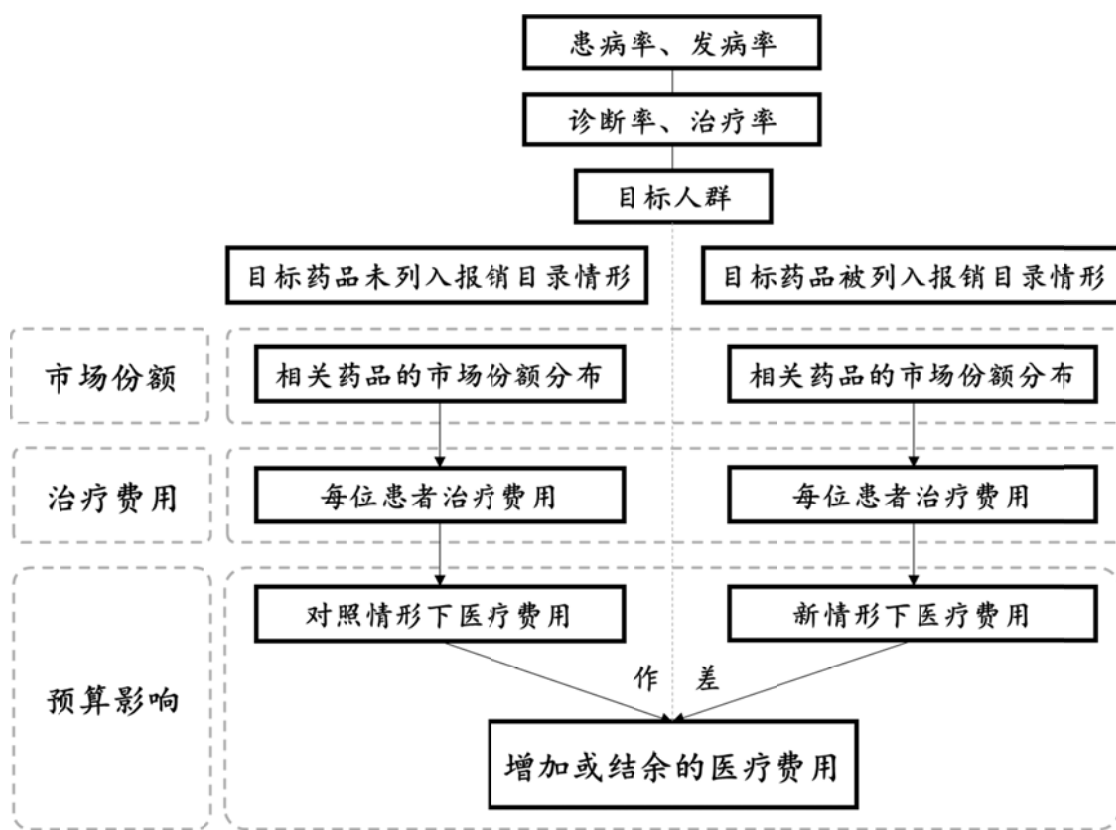 患病率、发病率
诊断率、治疗率
目标人群
目标药品未列入报销目录情形
目标药品被列入报销目录情形
市场份额
相关药品的市场份额分布
相关药品的市场份额分布
治疗费用
每位患者治疗费用
每位患者治疗费用
对照情形下医疗费用
新情形下医疗费用
作 差
预算影响
增加或结余的医疗费用